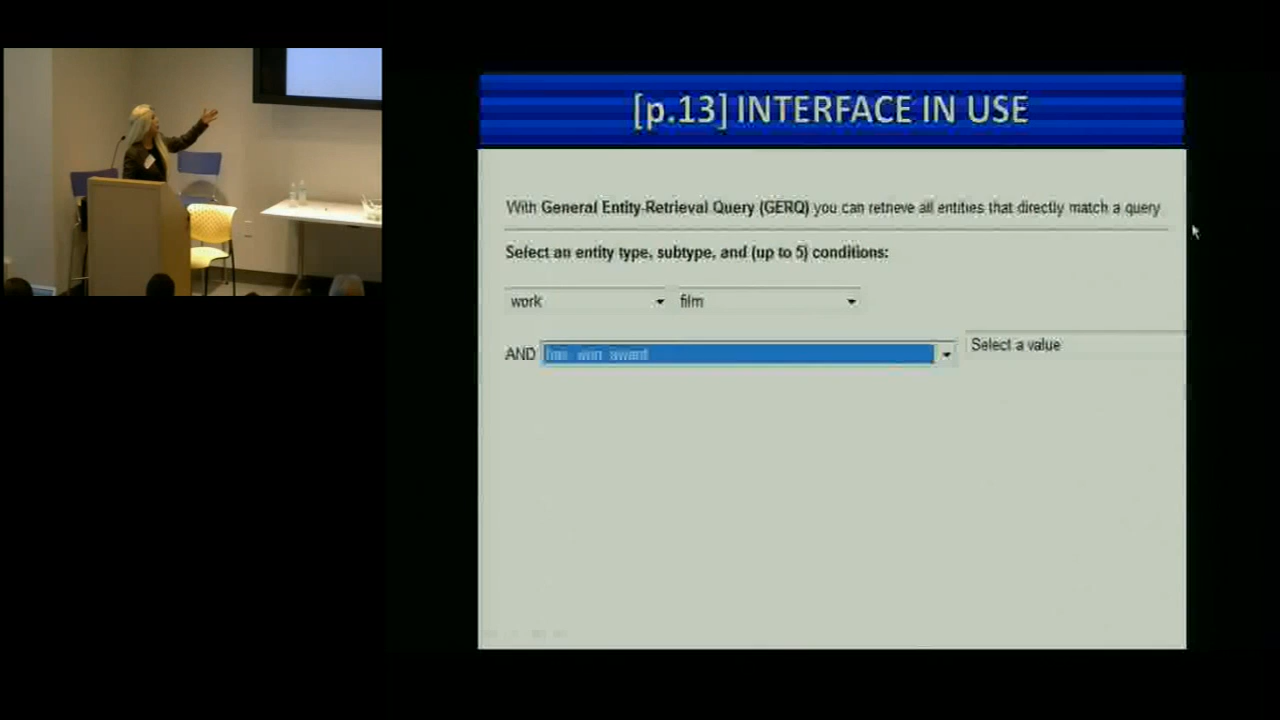 [p.13] INTERFACE IN USE
With General Entity-Retrieval Query (GERQ) you can retrieve all entities that directly match a query
Select an entity type, subtype, and (up to 5) conditions:
work film
AND has won award Select a value